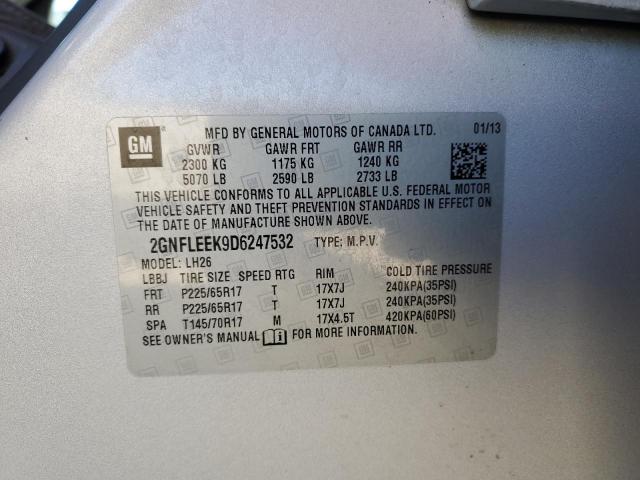 GM
MFD BY GENERAL MOTORS OF CANADA LTD. 01/13
GVWR GAWR FRT GAWR RR
2300 KG 1175 KG 1240 KG
5070 LB 2590 LB 2733 LB
THIS VEHICLE CONFORMS TO ALL APPLICABLE U.S. FEDERAL MOTOR
VEHICLE SAFETY AND THEFT PREVENTION STANDARDS IN EFFECT ON
THE DATE OF MANUFACTURE SHOWN ABOVE.
2GNFLEEK9D6247532 TYPE: M.P.V.
MODEL: LH26
LBBJ TIRE SIZE SPEED RTG RIM COLD TIRE PRESSURE
FRT P225/65R17 T 17X7J 240KPA(35PSI)
RR P225/65R17 T 17X7J 240KPA(35PSI)
SPA T145/70R17 M 17X4.5T 420KPA(60PSI)
SEE OWNER'S MANUAL FOR MORE INFORMATION.